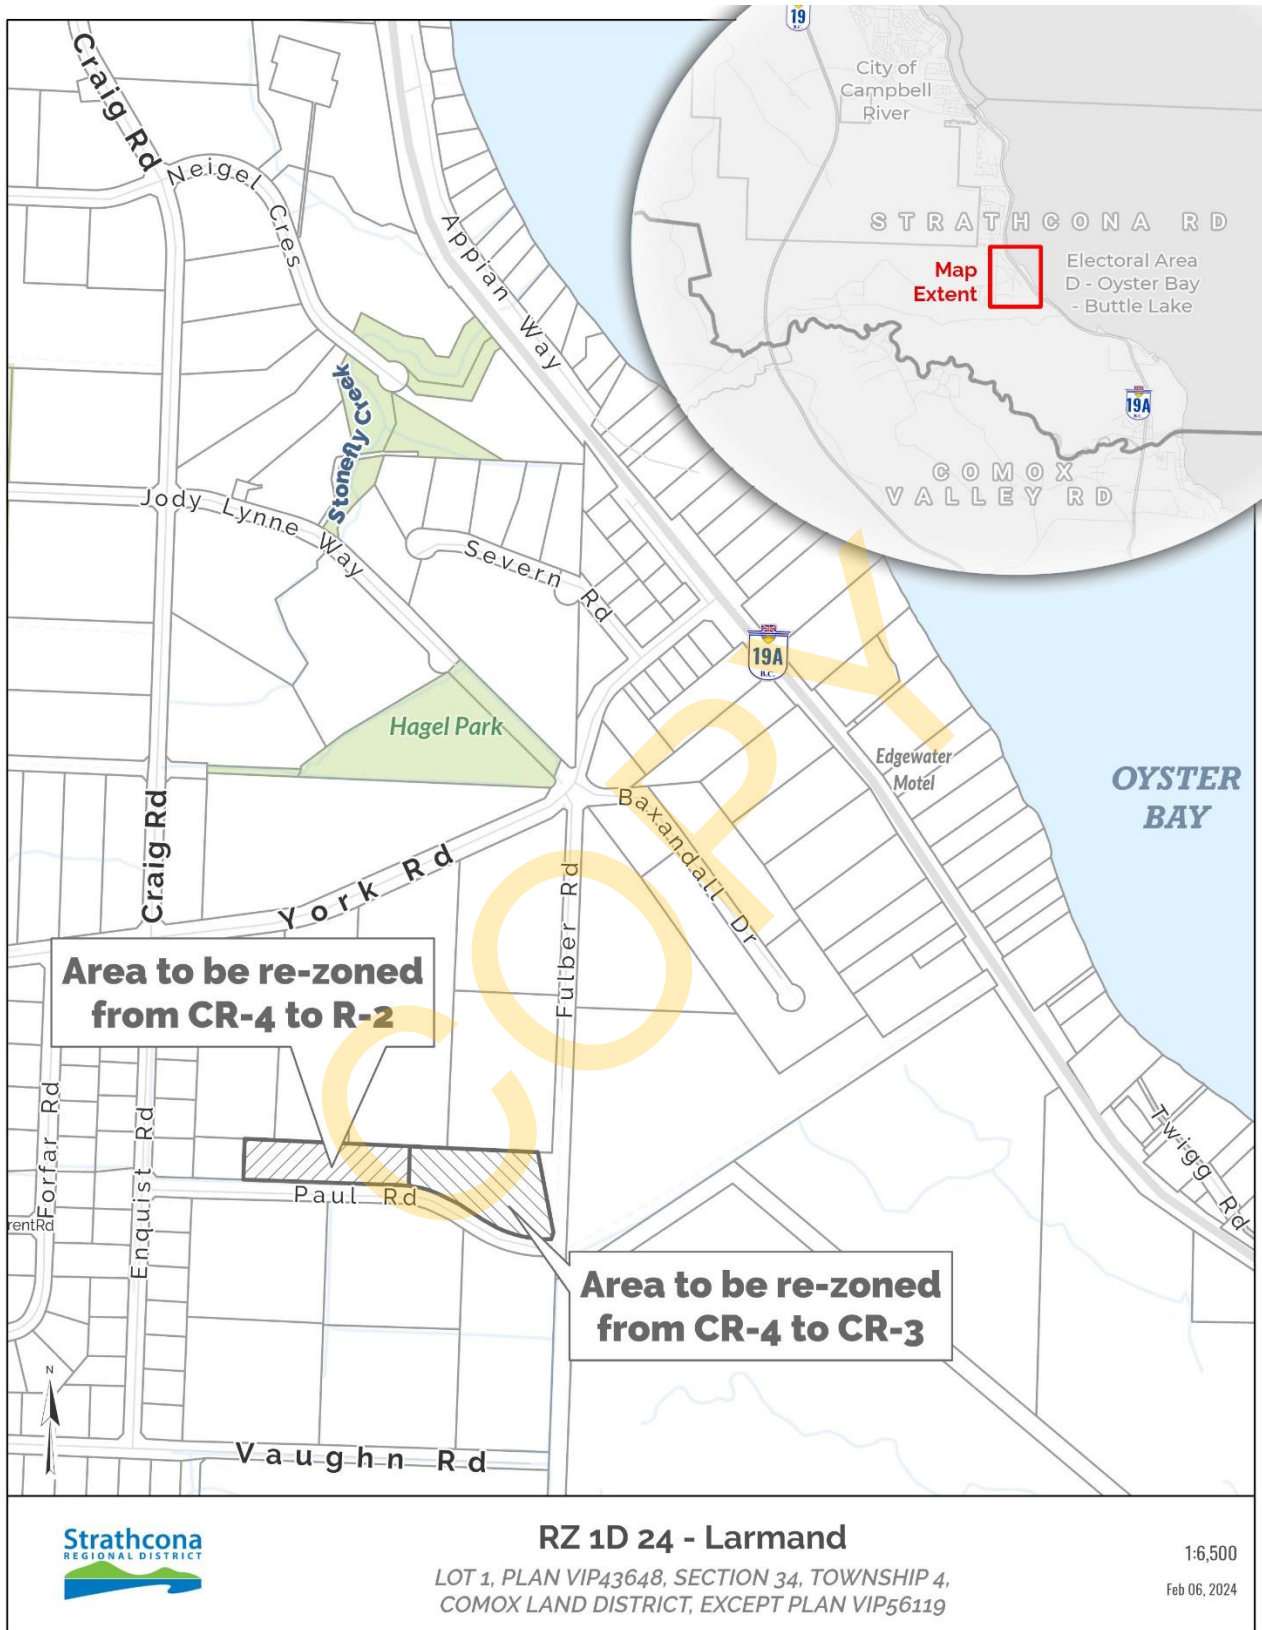 19
B.C.
City of
Campbell
River
STRATHCONA RD
Map
Extent
Electoral Area
D - Oyster Bay
- Buttle Lake
19A
B.C.
COMOX
VALLEY RD
Craig Rd
Neigel Cres
Appian Way
Stonefly Creek
Jody Lynne Way
Severn Rd
19A
B.C.
Hagel Park
Edgewater
Motel
OYSTER
BAY
Craig Rd
York Rd
Baxandall Dr
Fulber Rd
Area to be re-zoned
from CR-4 to R-2
Forfar Rd
Enquist Rd
Twigg Rd
Paul Rd
rentRd
Area to be re-zoned
from CR-4 to CR-3
N
Vaughn Rd
COPY
Strathcona
REGIONAL DISTRICT
RZ 1D 24 - Larmand
LOT 1, PLAN VIP43648, SECTION 34, TOWNSHIP 4,
COMOX LAND DISTRICT, EXCEPT PLAN VIP56119
1:6,500
Feb 06, 2024